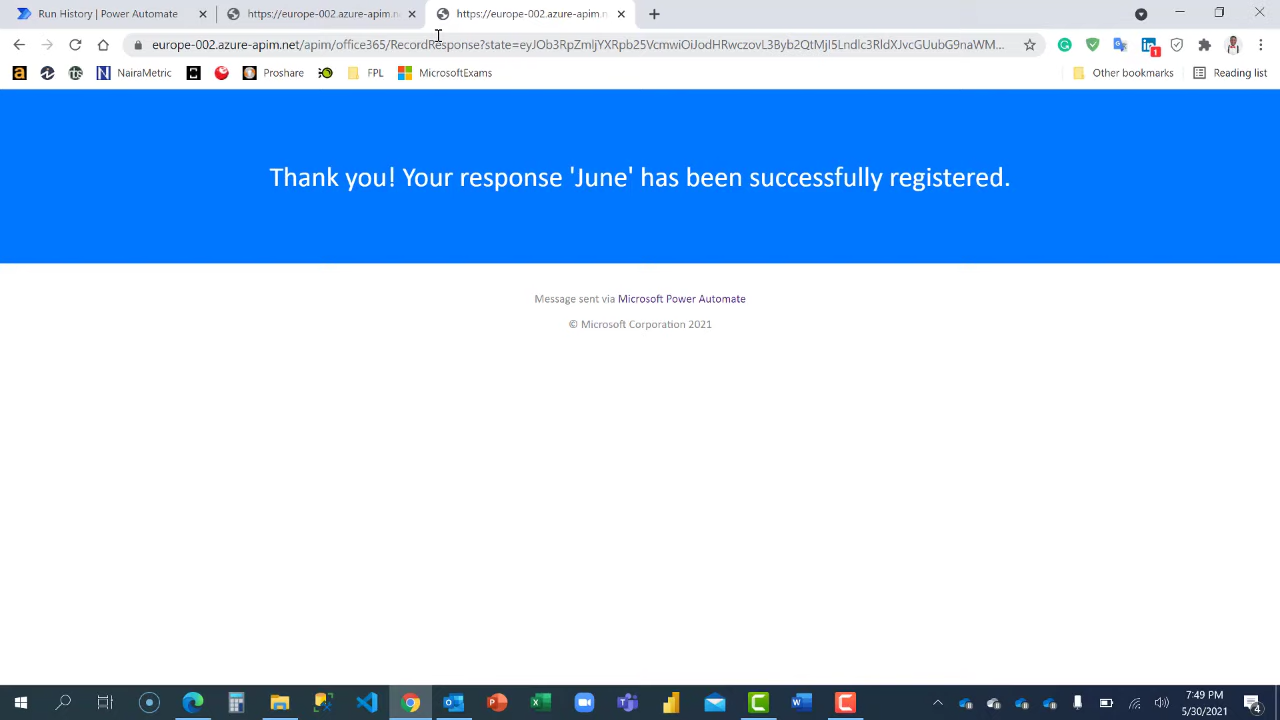 Run History | Power Automate
https://europe-002.azure-apim.n
https://europe-002.azure-apim.n
europe-002.azure-apim.net/apim/office365/RecordResponse?state=
NairaMetric
Proshare
FPL
MicrosoftExams
Other bookmarks
Reading list
Thank you! Your response 'June' has been successfully registered.
Message sent via Microsoft Power Automate
© Microsoft Corporation 2021
7:49 PM
5/30/2021